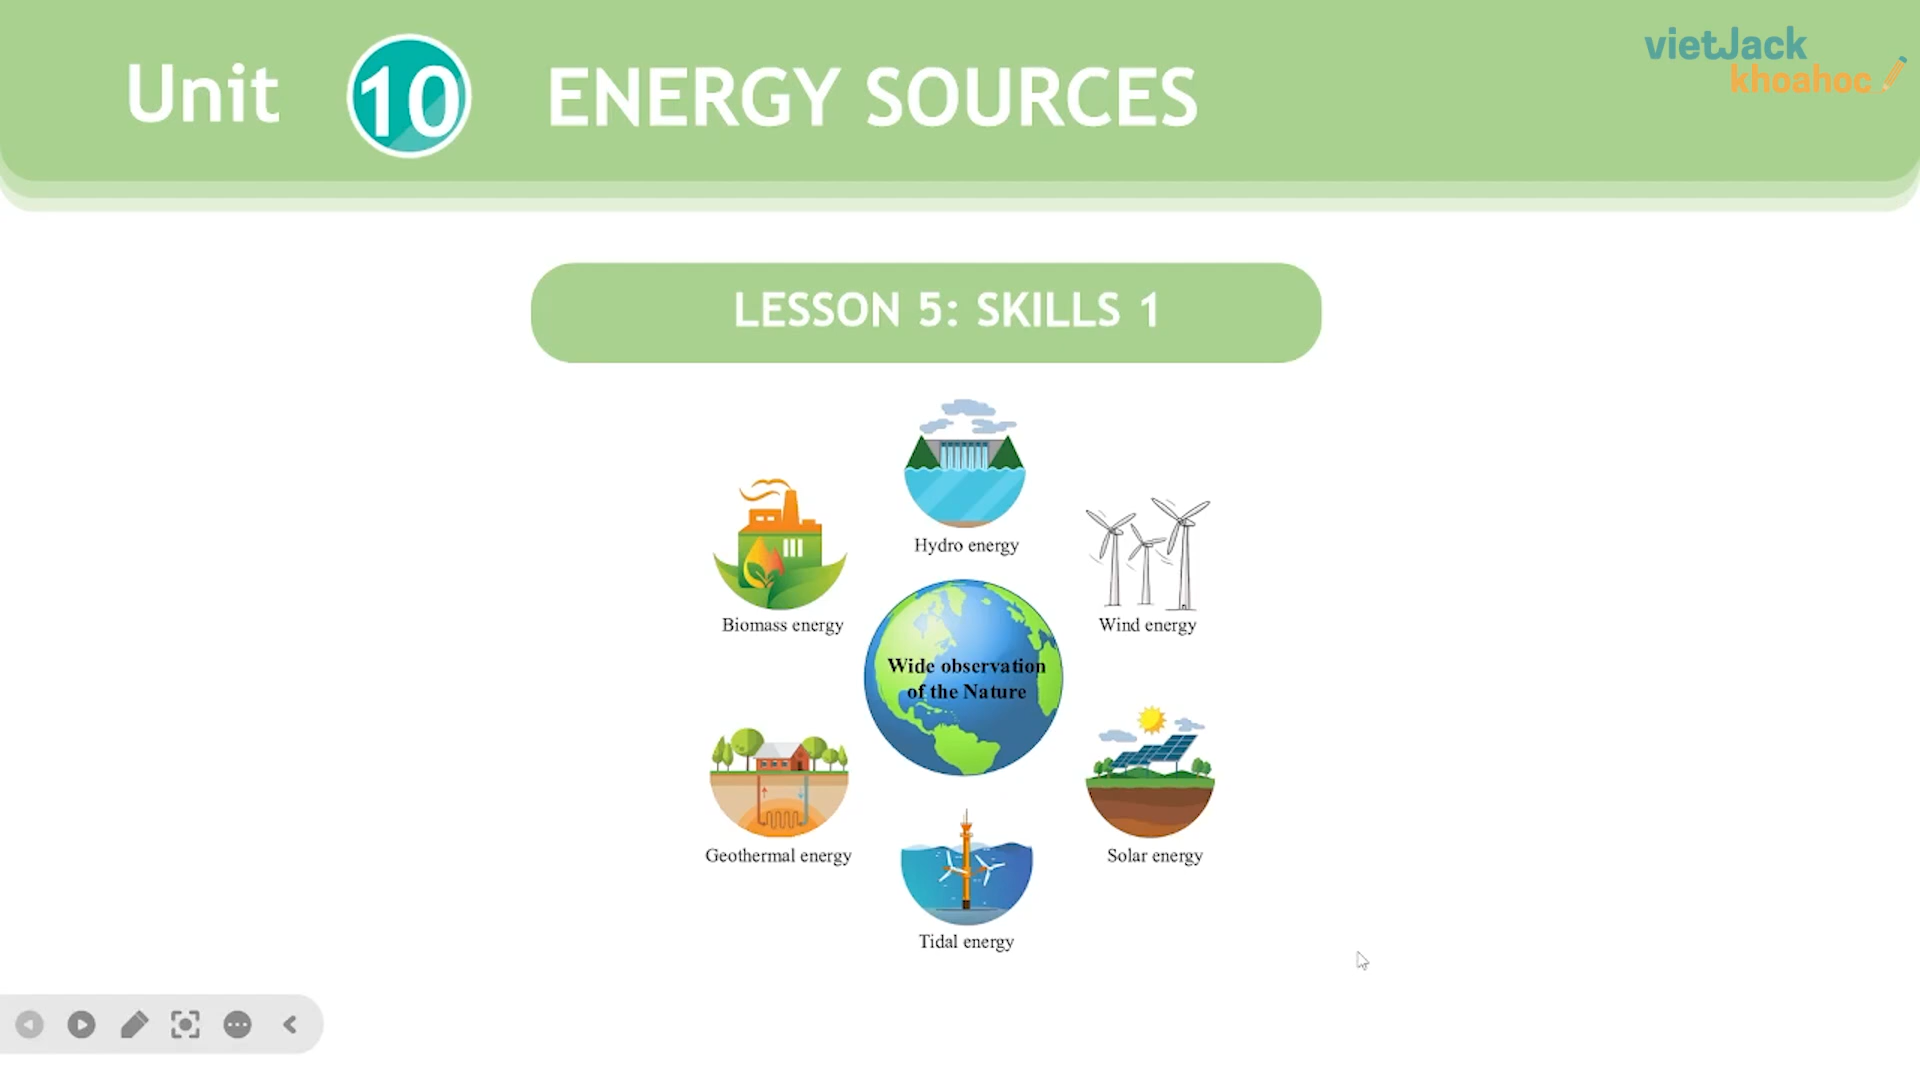 Unit 10 ENERGY SOURCES
vietJack
khoahoc
LESSON 5: SKILLS 1
Hydro energy
Biomass energy
Wind energy
Wide observation
of the Nature
Geothermal energy
Solar energy
Tidal energy